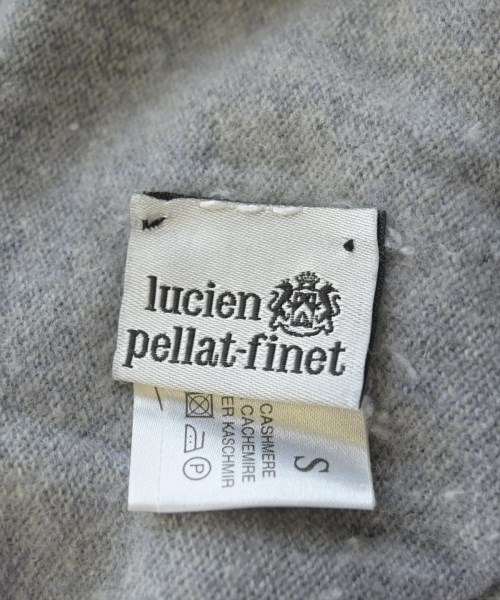 lucien
pellat-finet
CASHMERE
CACHEMIRE
ER KASCHMIR
S
P